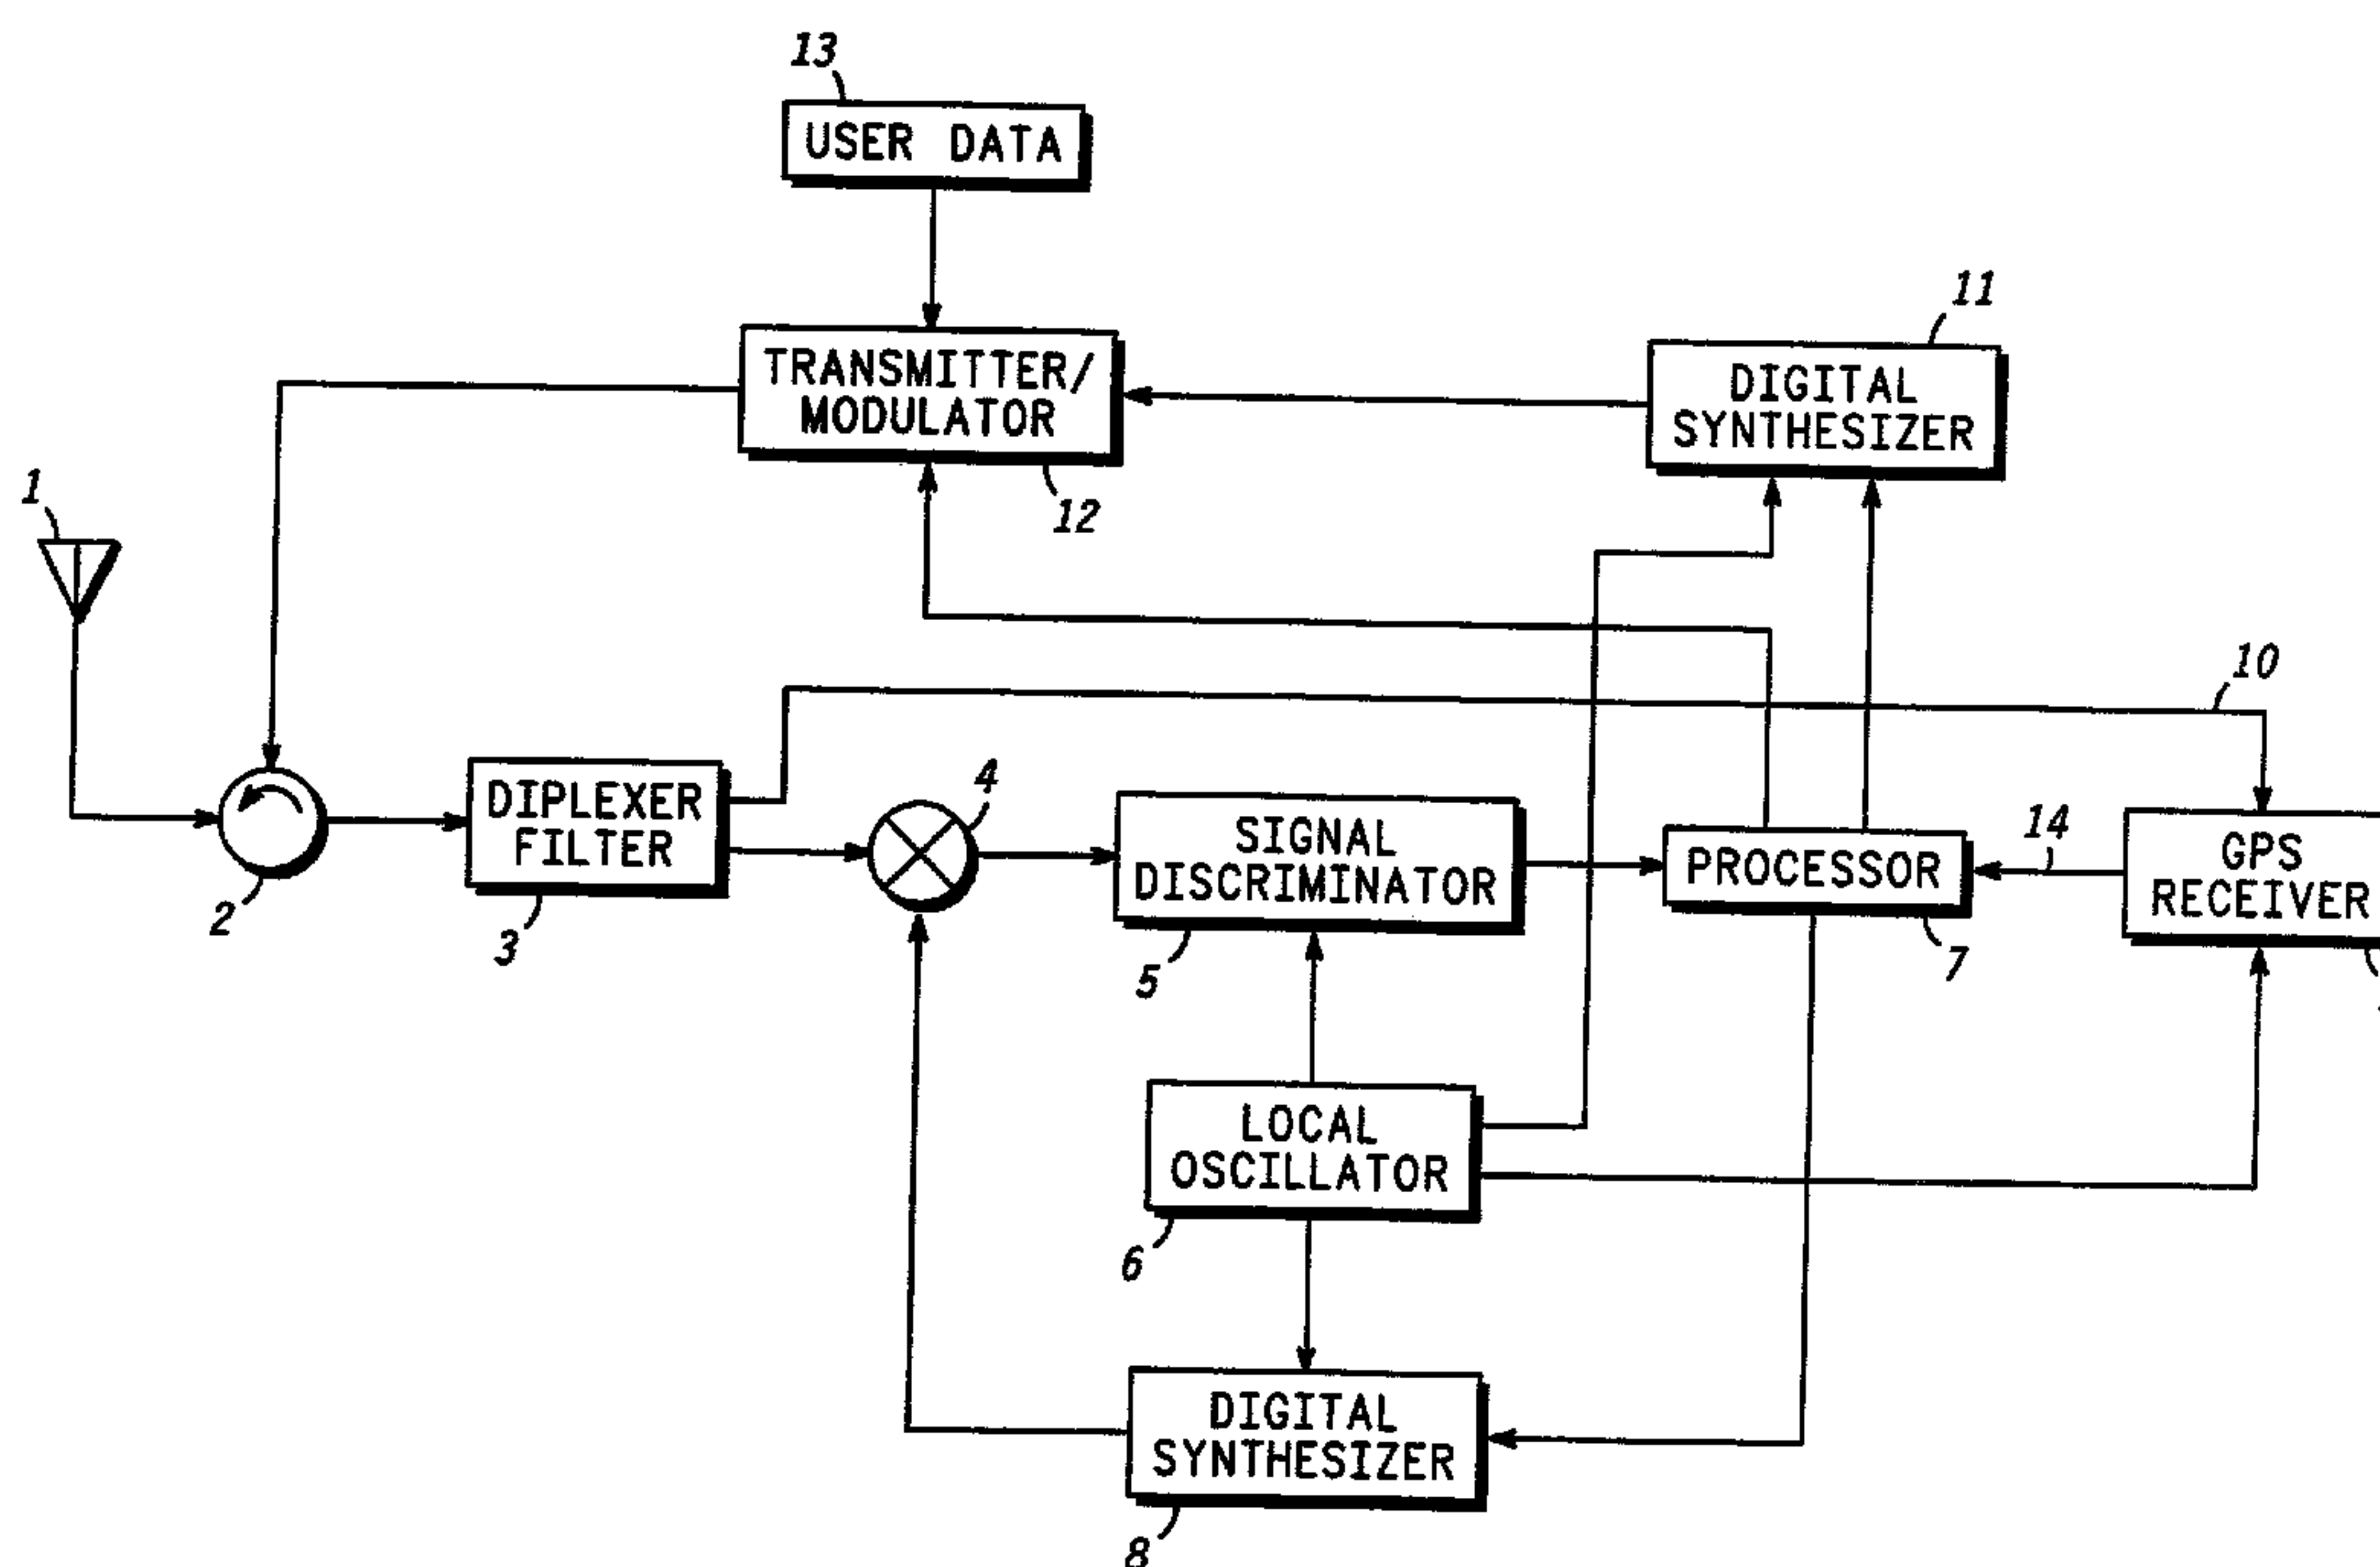 13
USER DATA
11
TRANSMITTER/
MODULATOR
DIGITAL
SYNTHESIZER
12
1
10
4
14
DIPLEXER
FILTER
SIGNAL
DISCRIMINATOR
PROCESSOR
GPS
RECEIVER
2
3
5
7
LOCAL
OSCILLATOR
6
DIGITAL
SYNTHESIZER
8